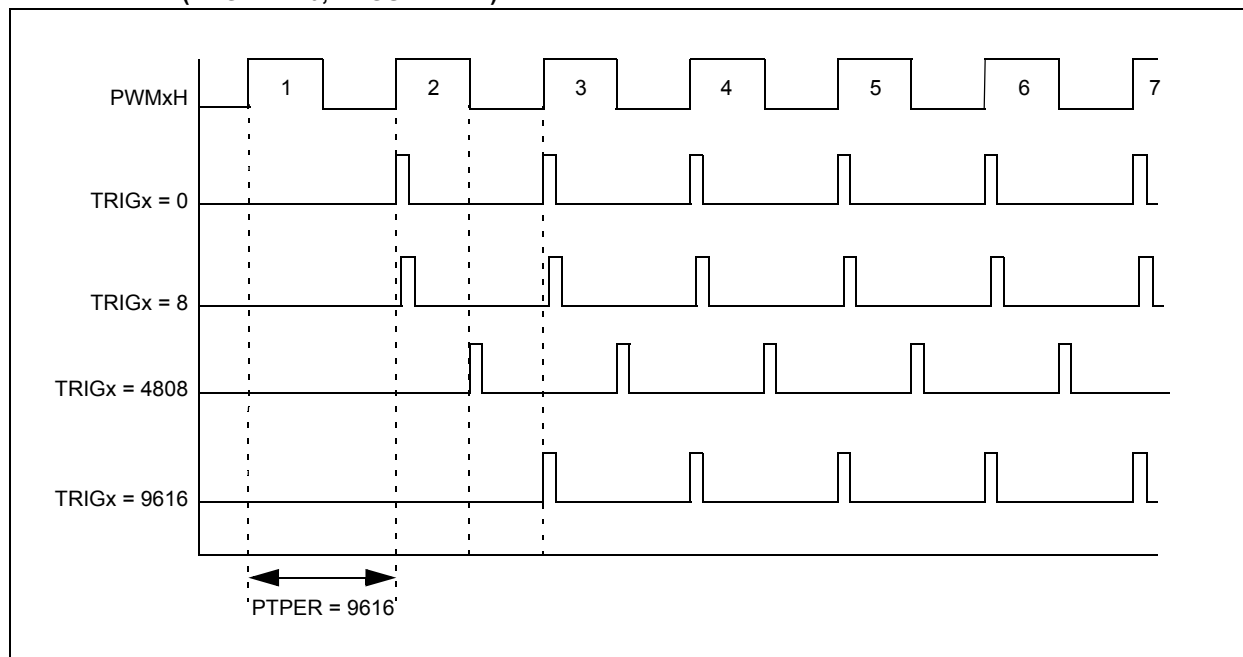 PWMxH
1 2 3 4 5 6 7
TRIGx = 0
TRIGx = 8
TRIGx = 4808
TRIGx = 9616
PTPER = 9616